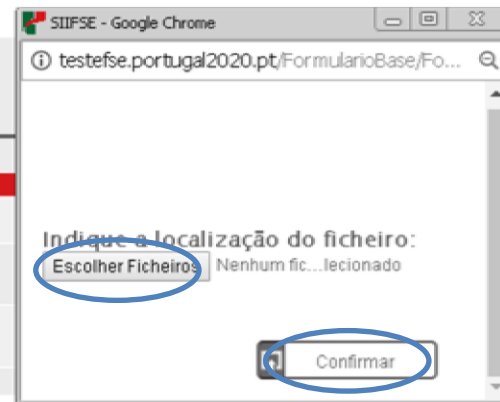 SIIFSE - Google Chrome
testefse.portugal2020.pt/FormularioBase/Fo...
Indique a localização do ficheiro:
Escolher Ficheiros Nenhum fic...lecionado
Confirmar